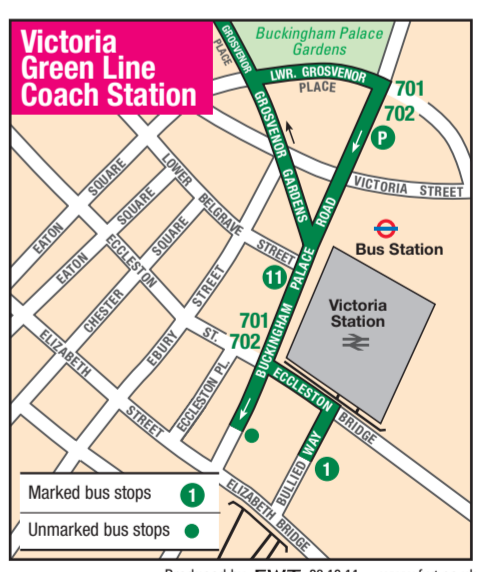 Victoria
Green Line
Coach Station
Buckingham Palace
Gardens
GROSVENOR
PLACE
LWR. GROSVENOR
PLACE
701
702
P
GROSVENOR GARDENS
VICTORIA STREET
BUCKINGHAM PALACE ROAD
Bus Station
Victoria
Station
11
701
702
LOWER BELGRAVE STREET
EATON SQUARE
EATON SQUARE
CHESTER SQUARE
ECCLESTON ST.
EBURY STREET
ELIZABETH STREET
ECCLESTON PL.
ECCLESTON BRIDGE
BULLIED WAY
1
ELIZABETH BRIDGE
Marked bus stops 1
Unmarked bus stops